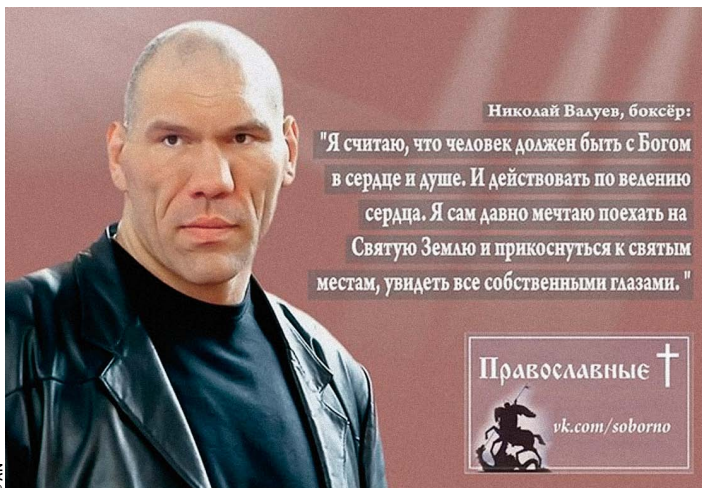 Николай Валуев, боксёр:
"Я считаю, что человек должен быть с Богом
в сердце и душе. И действовать по велению
сердца. Я сам давно мечтаю поехать на
Святую Землю и прикоснуться к святым
местам, увидеть все собственными глазами."
Православные
vk.com/soborno